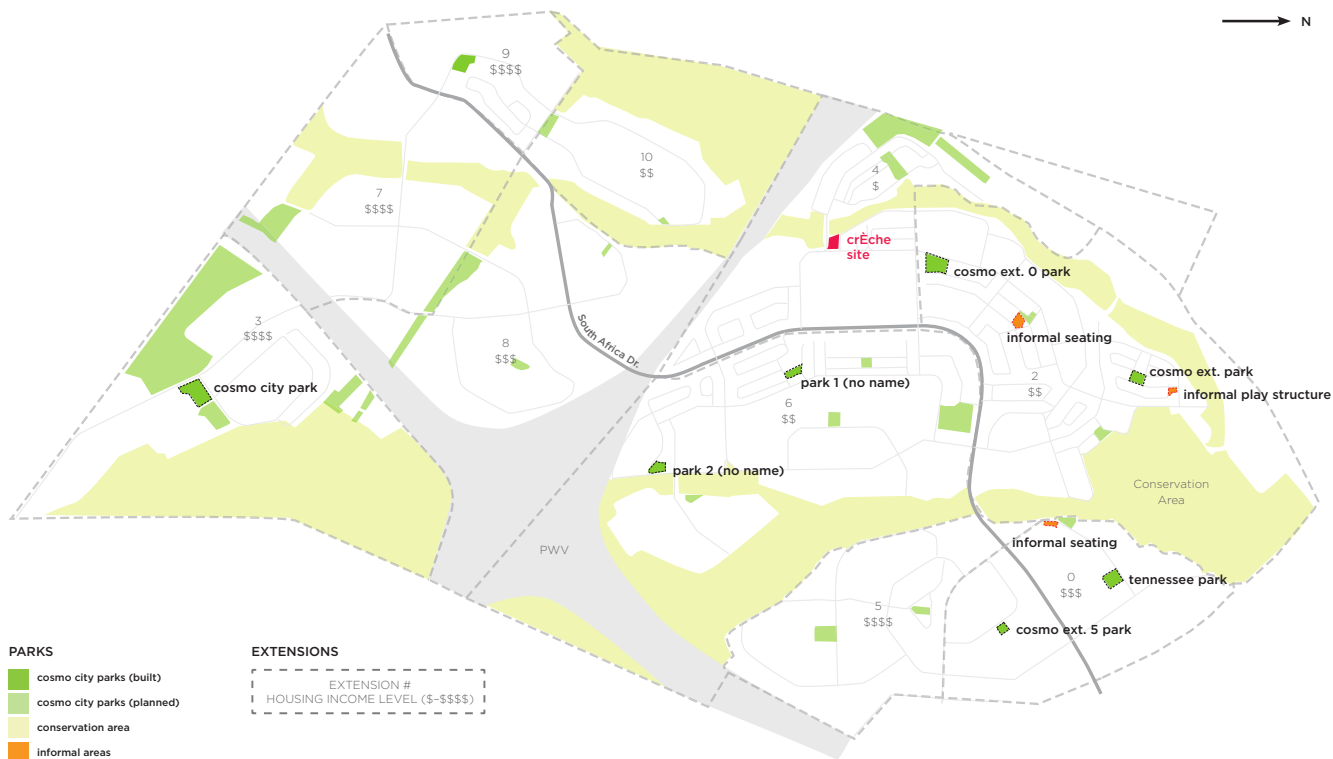 N
9
$$$$
10
$$
4
$
7
$$$$
crÈche
site
cosmo ext. 0 park
informal seating
3
$$$$
South Africa Dr.
8
$$$
cosmo city park
park 1 (no name)
6
$$
2
$$
cosmo ext. park
informal play structure
park 2 (no name)
Conservation
Area
PWV
informal seating
0
$$$
tennessee park
5
$$$$
cosmo ext. 5 park
PARKS
cosmo city parks (built)
cosmo city parks (planned)
conservation area
informal areas
EXTENSIONS
EXTENSION #
HOUSING INCOME LEVEL ($-$$$$)